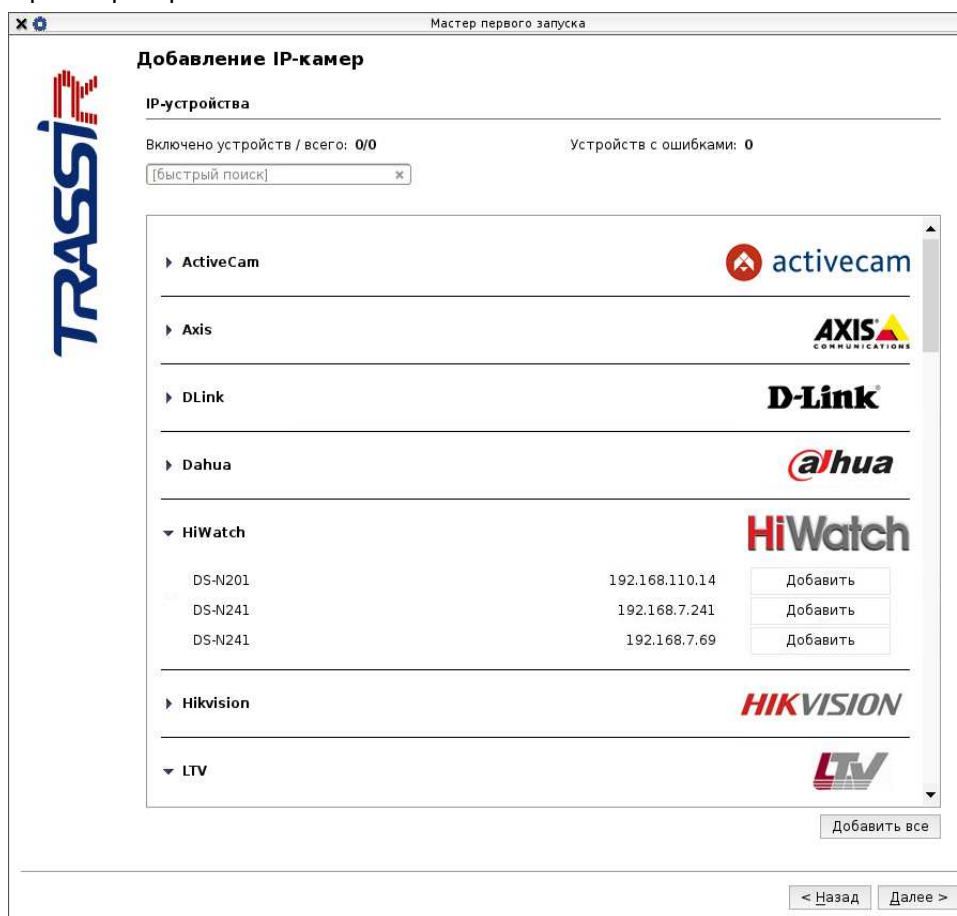 Мастер первого запуска
TRASSIR
Добавление IP-камер
IP-устройства
Включено устройств / всего: 0/0
Устройств с ошибками: 0
[быстрый поиск]
ActiveCam
activecam
Axis
AXIS
COMMUNICATIONS
DLink
D-Link
Dahua
alhua
HiWatch
HiWatch
DS-N201 192.168.110.14 Добавить
DS-N241 192.168.7.241 Добавить
DS-N241 192.168.7.69 Добавить
Hikvision
HIKVISION
LTV
LTV
Добавить все
< Назад
Далее >